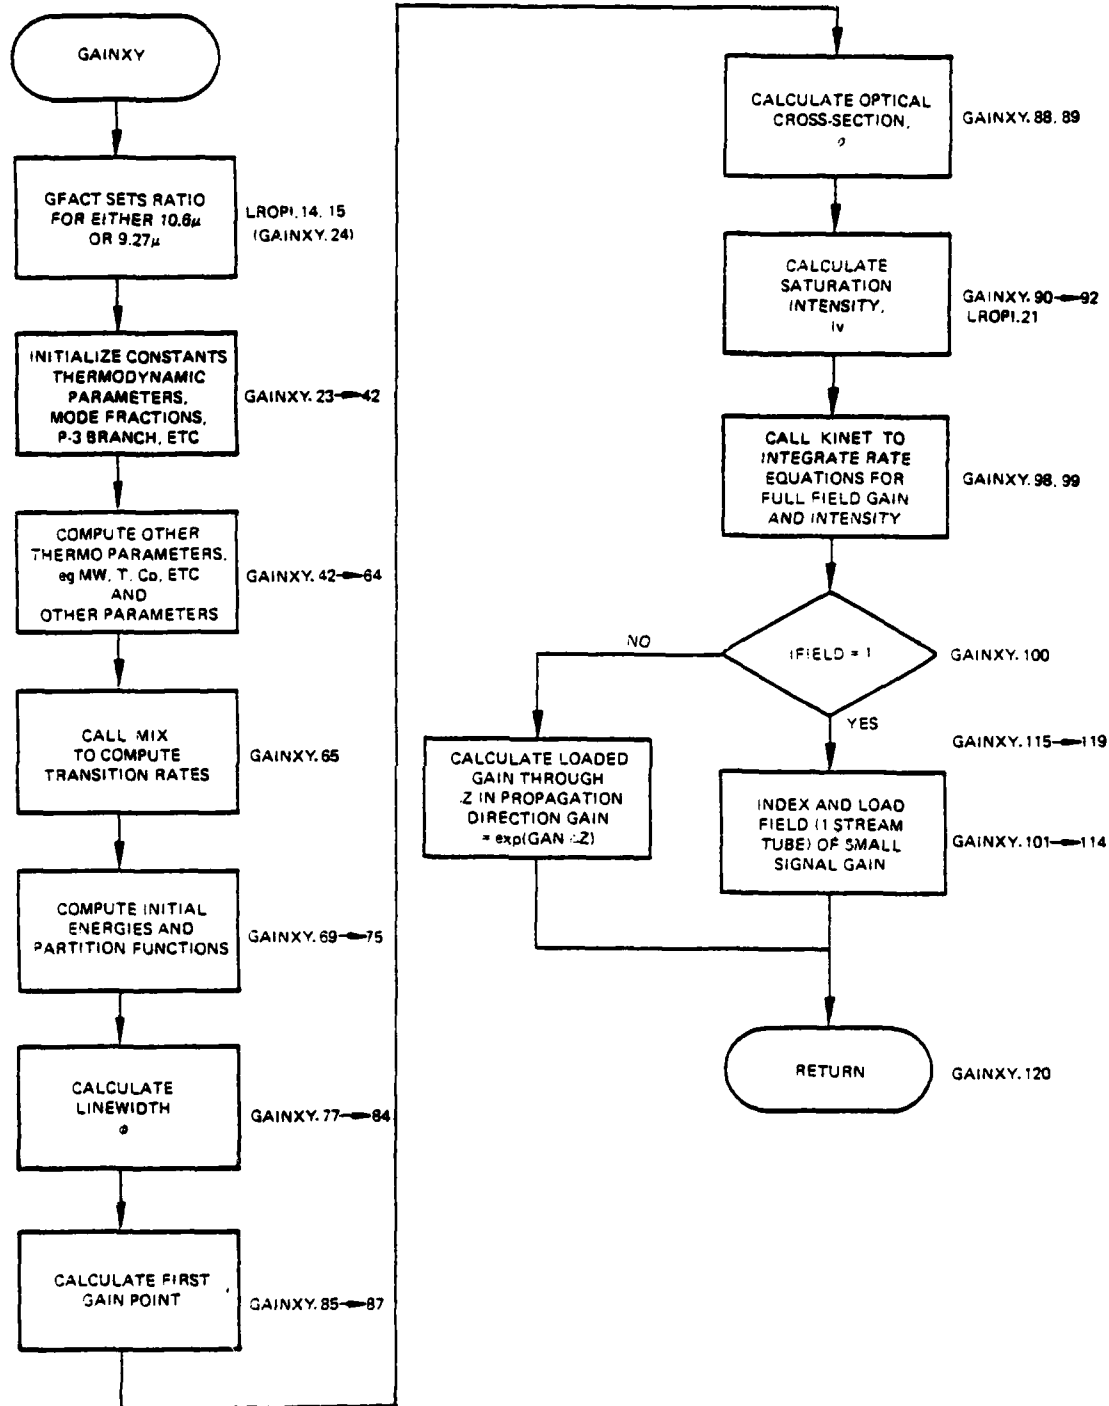 GAINXY
GFACT SETS RATIO
FOR EITHER 10.6μ
OR 9.27μ
LROPI.14, 15
(GAINXY.24)
INITIALIZE CONSTANTS
THERMODYNAMIC
PARAMETERS,
MODE FRACTIONS,
P-3 BRANCH, ETC
GAINXY.23→42
COMPUTE OTHER
THERMO PARAMETERS,
eg MW, T, Cp, ETC
AND
OTHER PARAMETERS
GAINXY.42→64
CALL MIX
TO COMPUTE
TRANSITION RATES
GAINXY.65
COMPUTE INITIAL
ENERGIES AND
PARTITION FUNCTIONS
GAINXY.69→75
CALCULATE
LINEWIDTH
GAINXY.77→84
CALCULATE FIRST
GAIN POINT
GAINXY.85→87
CALCULATE OPTICAL
CROSS-SECTION,
GAINXY.88, 89
CALCULATE
SATURATION
INTENSITY,
Iv
GAINXY.90→92
LROPI.21
CALL KINET TO
INTEGRATE RATE
EQUATIONS FOR
FULL FIELD GAIN
AND INTENSITY
GAINXY.98, 99
IFIELD = 1
GAINXY.100
NO
YES
GAINXY.115→119
CALCULATE LOADED
GAIN THROUGH
Z IN PROPAGATION
DIRECTION GAIN
= exp(GAN Z)
INDEX AND LOAD
FIELD (1 STREAM
TUBE) OF SMALL
SIGNAL GAIN
GAINXY.101→114
RETURN
GAINXY.120